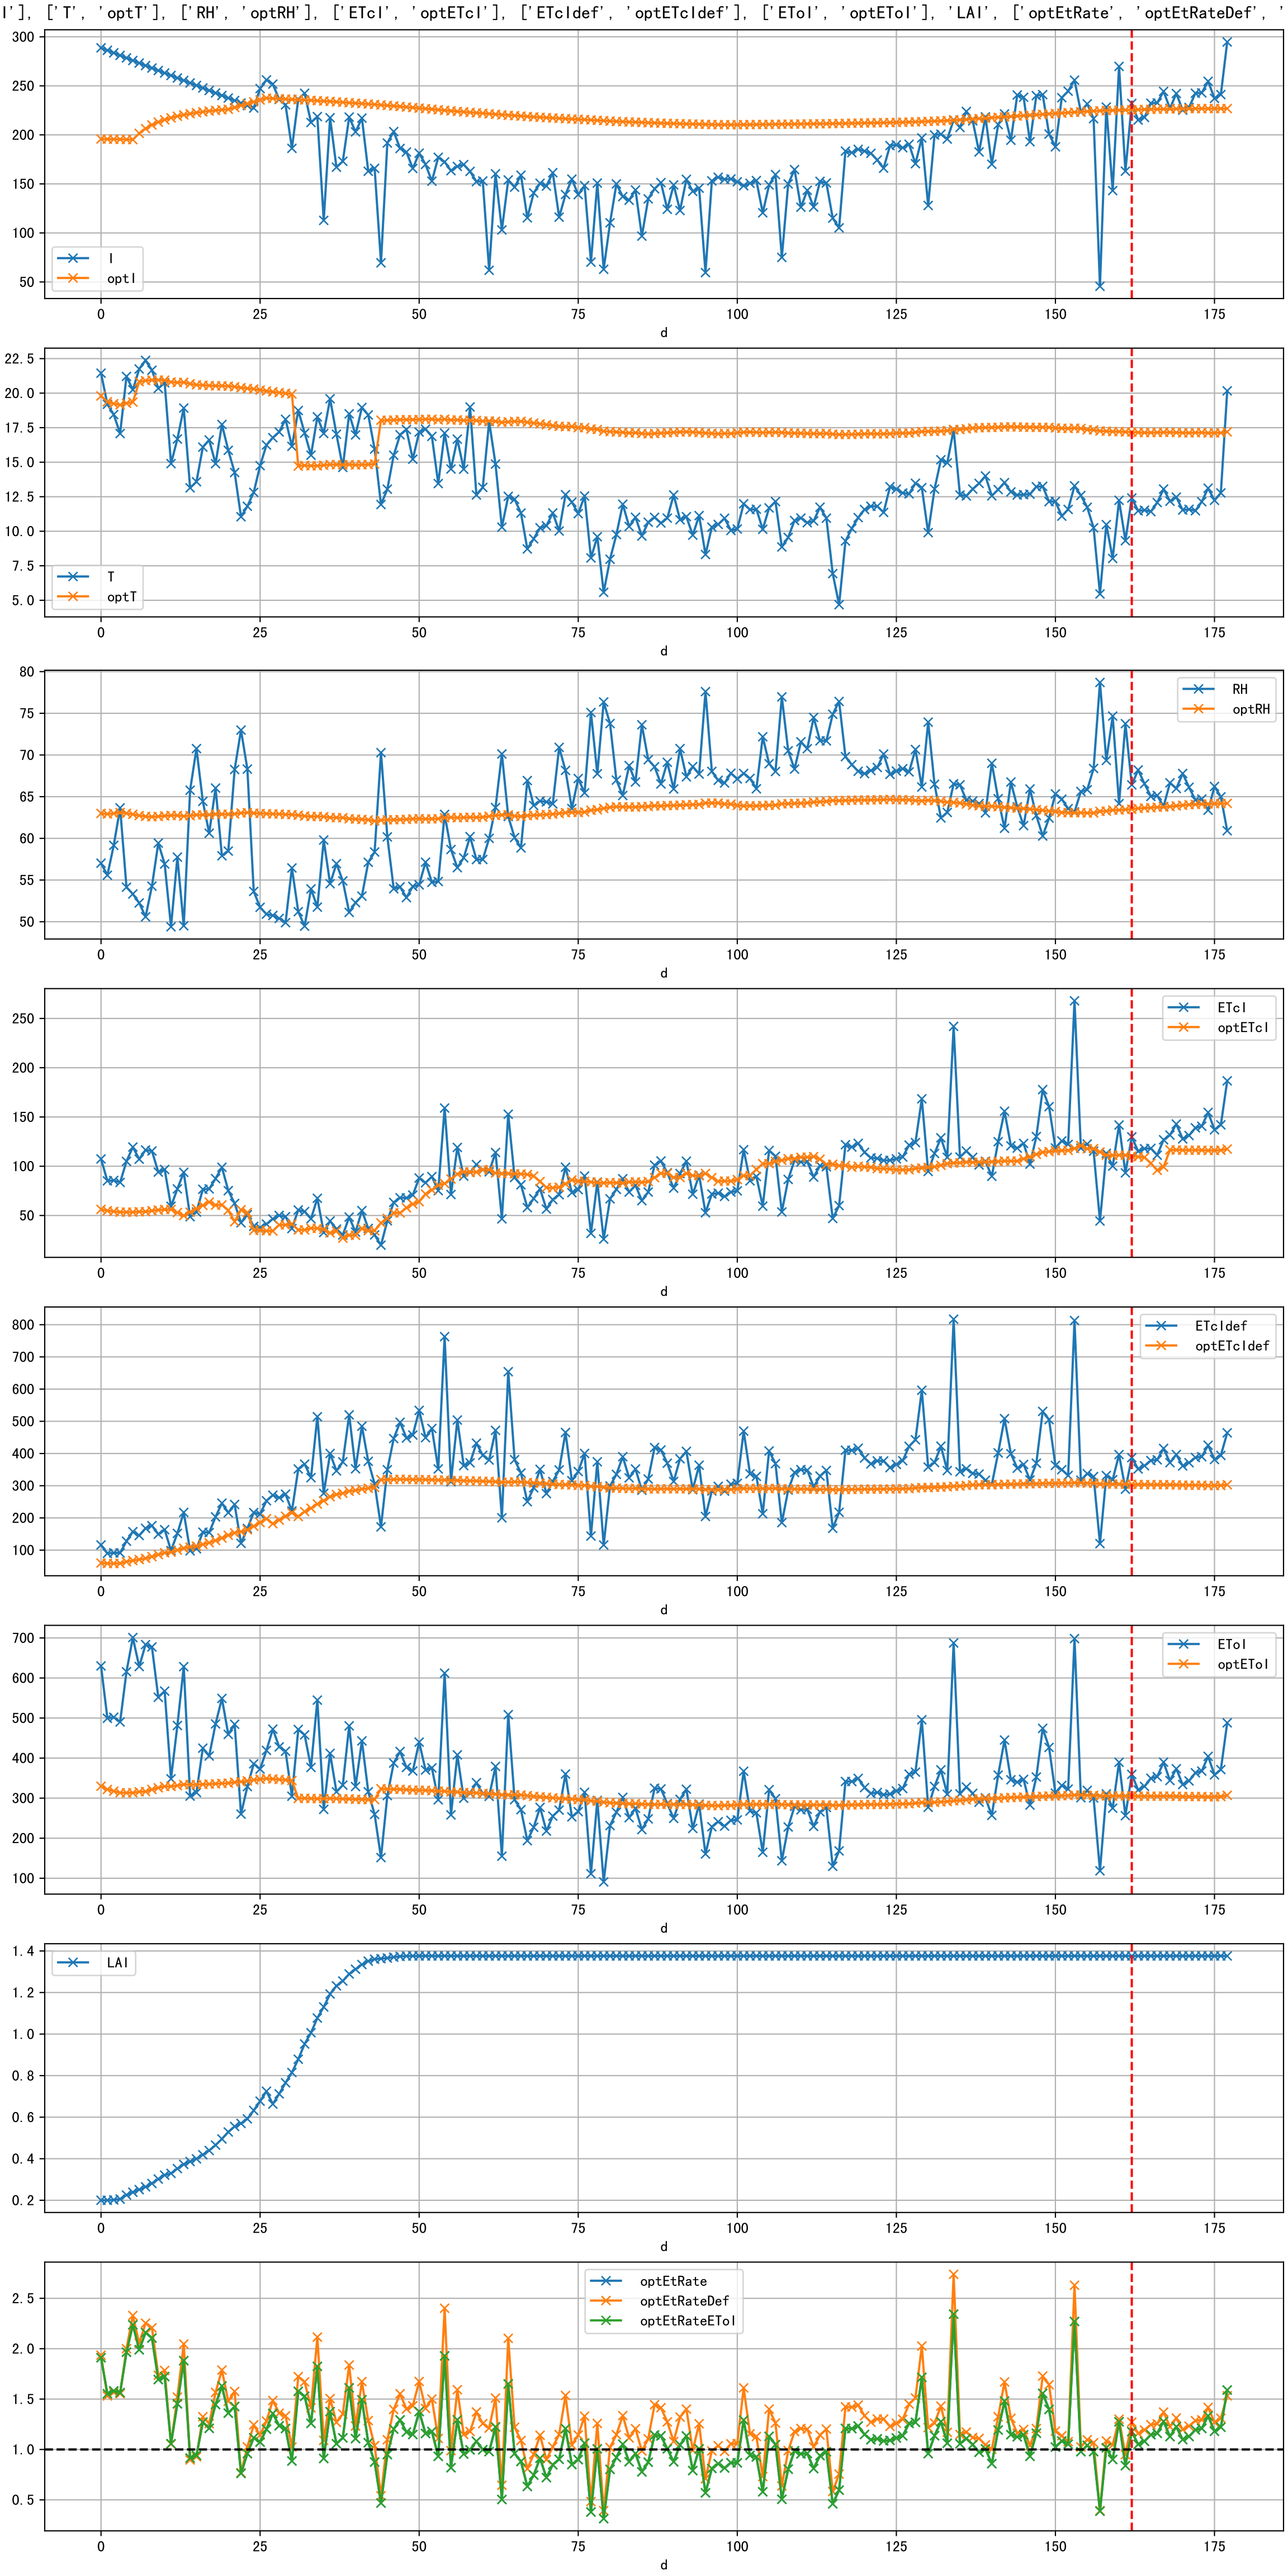 I'], ['T', 'optT'], ['RH', 'optRH'], ['ETcI', 'optETcI'], ['ETcIdef', 'optETcIdef'], ['EToI', 'optEToI'], 'LAI', ['optEtRate', 'optEtRateDef', '
300
250
200
150
100
50
I
optI
0 25 50 75 100 125 150 175
d
22.5
20.0
17.5
15.0
12.5
10.0
7.5
5.0
T
optT
0 25 50 75 100 125 150 175
d
80
75
70
65
60
55
50
RH
optRH
0 25 50 75 100 125 150 175
d
250
200
150
100
50
ETcI
optETcI
0 25 50 75 100 125 150 175
d
800
700
600
500
400
300
200
100
ETcIdef
optETcIdef
0 25 50 75 100 125 150 175
d
700
600
500
400
300
200
100
EToI
optEToI
0 25 50 75 100 125 150 175
d
1.4
1.2
1.0
0.8
0.6
0.4
0.2
LAI
0 25 50 75 100 125 150 175
d
2.5
2.0
1.5
1.0
0.5
optEtRate
optEtRateDef
optEtRateEToI
0 25 50 75 100 125 150 175
d